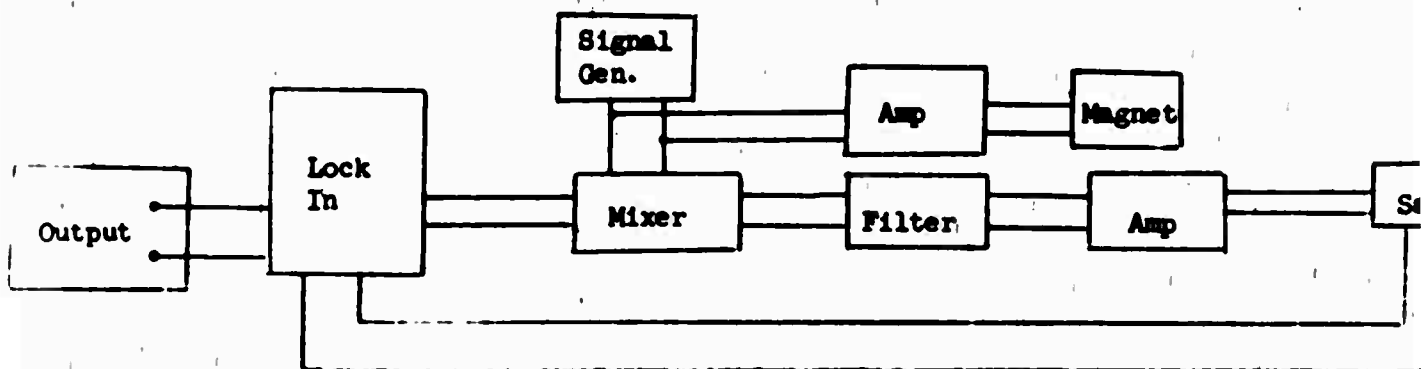 Signal
Gen.
Amp
Magnet
Lock
In
Output
Mixer
Filter
Amp